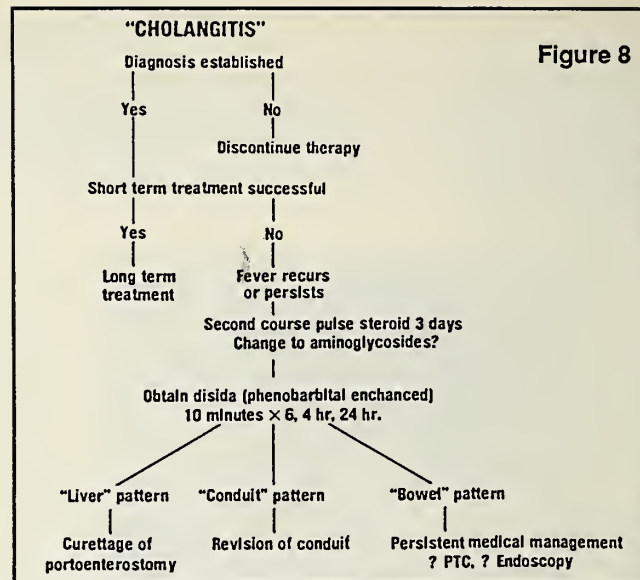 "CHOLANGITIS"
Figure 8
Diagnosis established
Yes No
Discontinue therapy
Short term treatment successful
Yes No
Long term
treatment
Fever recurs
or persists
Second course pulse steroid 3 days
Change to aminoglycosides?
Obtain disida (phenobarbital enchanced)
10 minutes × 6, 4 hr, 24 hr.
"Liver" pattern "Conduit" pattern "Bowel" pattern
Curettage of
portoenterostomy
Revision of conduit
Persistent medical management
? PTC, ? Endoscopy